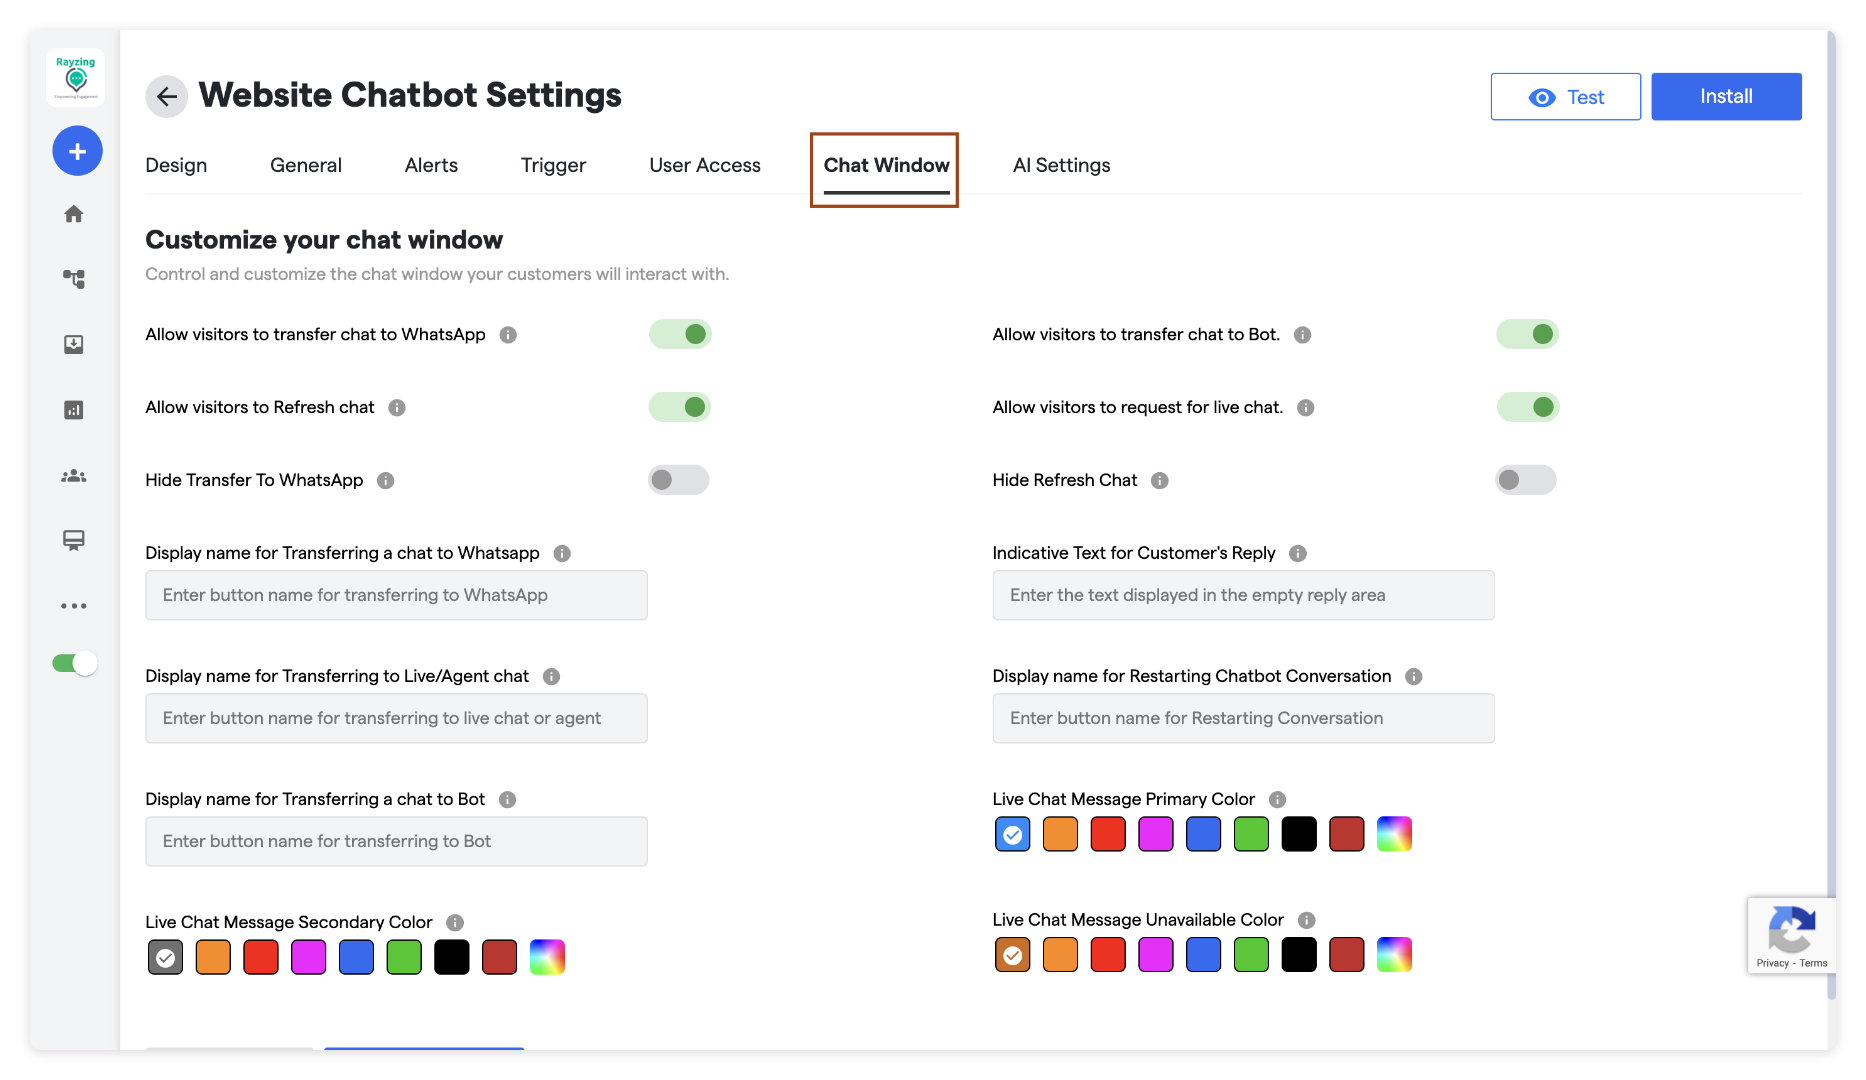 Rayzing
Empowering Engagement
Website Chatbot Settings
Test
Install
Design
General
Alerts
Trigger
User Access
Chat Window
AI Settings
Customize your chat window
Control and customize the chat window your customers will interact with.
Allow visitors to transfer chat to WhatsApp
Allow visitors to transfer chat to Bot.
Allow visitors to Refresh chat
Allow visitors to request for live chat.
Hide Transfer To WhatsApp
Hide Refresh Chat
Display name for Transferring a chat to Whatsapp
Indicative Text for Customer's Reply
Enter button name for transferring to WhatsApp
Enter the text displayed in the empty reply area
Display name for Transferring to Live/Agent chat
Display name for Restarting Chatbot Conversation
Enter button name for transferring to live chat or agent
Enter button name for Restarting Conversation
Display name for Transferring a chat to Bot
Live Chat Message Primary Color
Enter button name for transferring to Bot
Live Chat Message Secondary Color
Live Chat Message Unavailable Color
Privacy - Terms